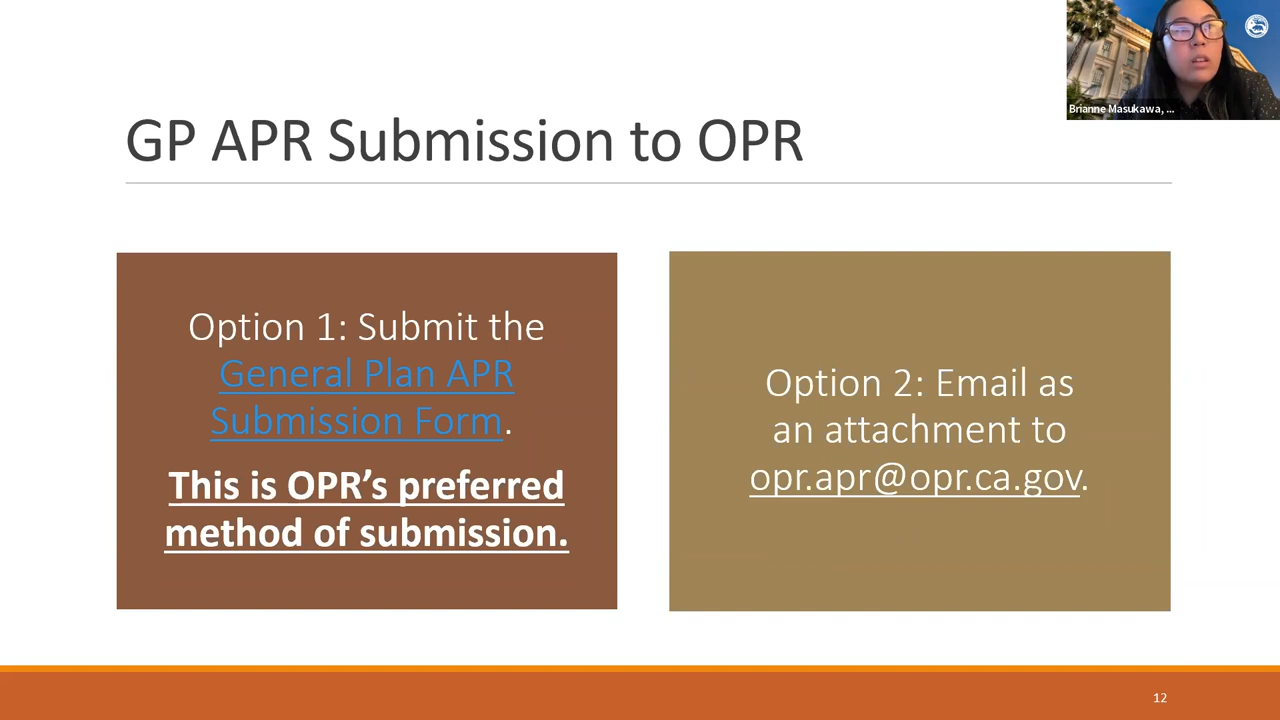 Brianne Masukawa, ...
GP APR Submission to OPR
Option 1: Submit the
General Plan APR
Submission Form.
This is OPR’s preferred
method of submission.
Option 2: Email as
an attachment to
opr.apr@opr.ca.gov.
12